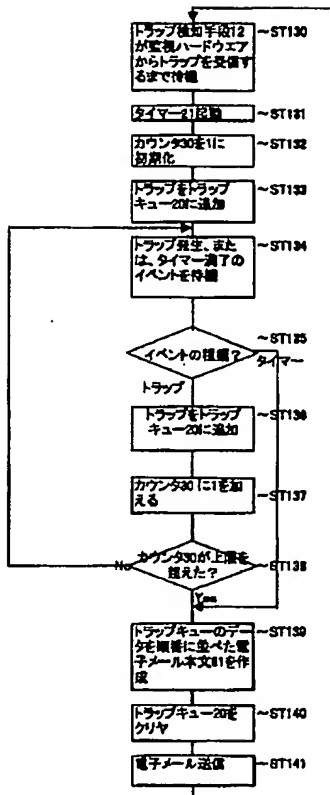 トラップ検知手段12
が監視ハードウエア
からトラップを受信す
るまで待機
~ST130
タイマー21起動
~ST131
カウンタ30を1に
初期化
~ST132
トラップをトラップ
キュー20に追加
~ST133
トラップ発生、また
は、タイマー満了の
イベントを待機
~ST134
~ST135
イベントの種類?
タイマー
トラップ
トラップをトラップ
キュー20に追加
~ST136
カウンタ30に1を加
える
~ST137
カウンタ30が上限を
超えた?
~ST138
No
Yes
トラップキューのデー
タを順番に並べた電
子メール本文81を作
成
~ST139
トラップキュー20を
クリヤ
~ST140
電子メール送信
~ST141